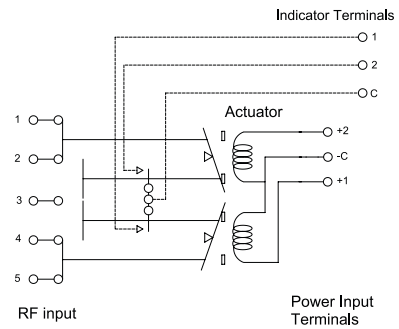 Indicator Terminals
1
2
C
Actuator
1
2
3
4
5
+2
-C
+1
RF input
Power Input
Terminals